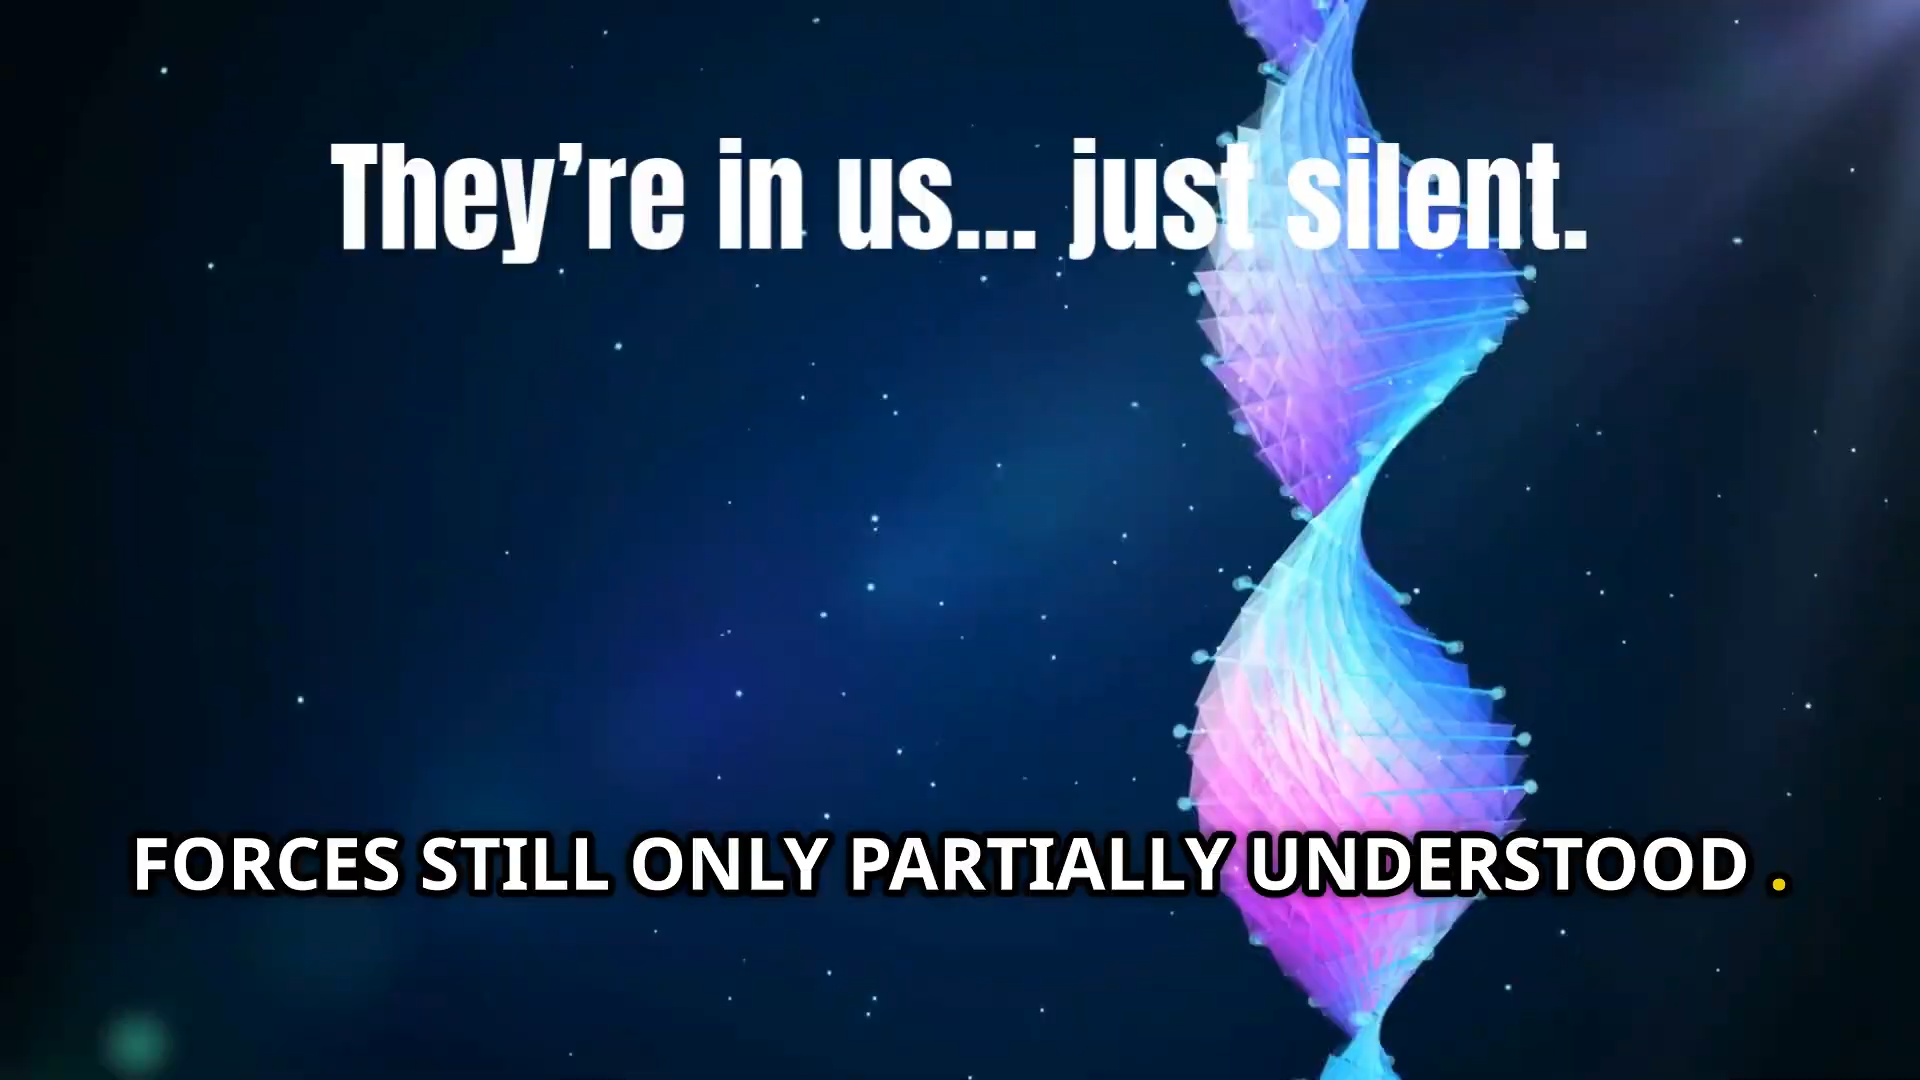 They’re in us... just silent.
FORCES STILL ONLY PARTIALLY UNDERSTOOD .